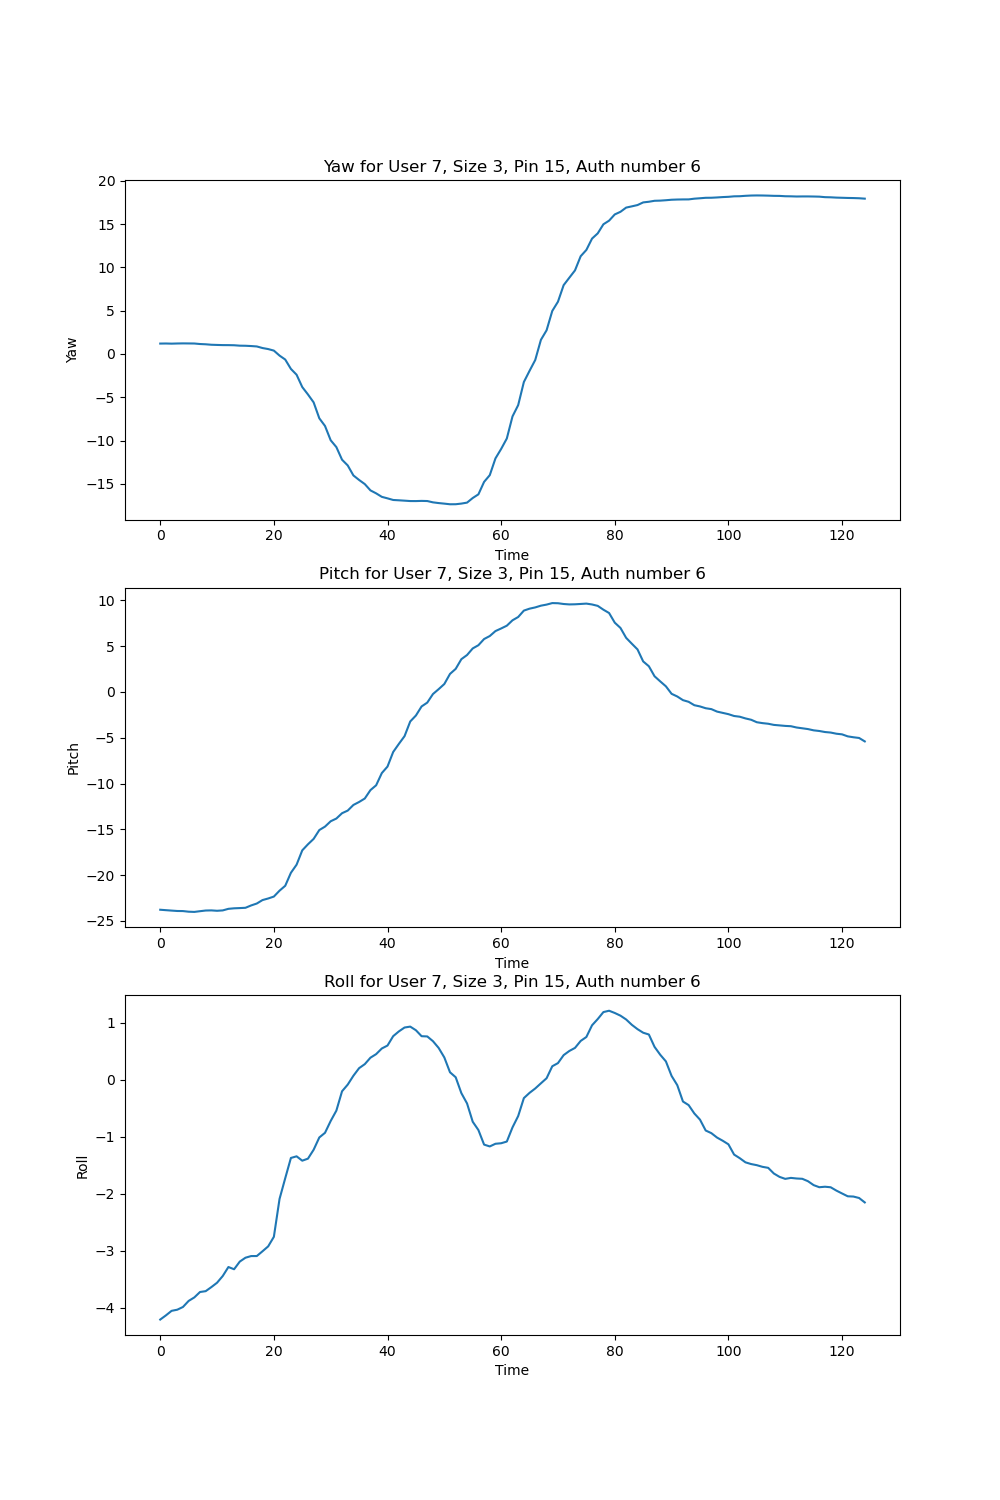 Yaw for User 7, Size 3, Pin 15, Auth number 6
20
15
10
5
0
−5
−10
−15
Yaw
0 20 40 60 80 100 120
Time
Pitch for User 7, Size 3, Pin 15, Auth number 6
10
5
0
−5
−10
−15
−20
−25
Pitch
0 20 40 60 80 100 120
Time
Roll for User 7, Size 3, Pin 15, Auth number 6
1
0
−1
−2
−3
−4
Roll
0 20 40 60 80 100 120
Time